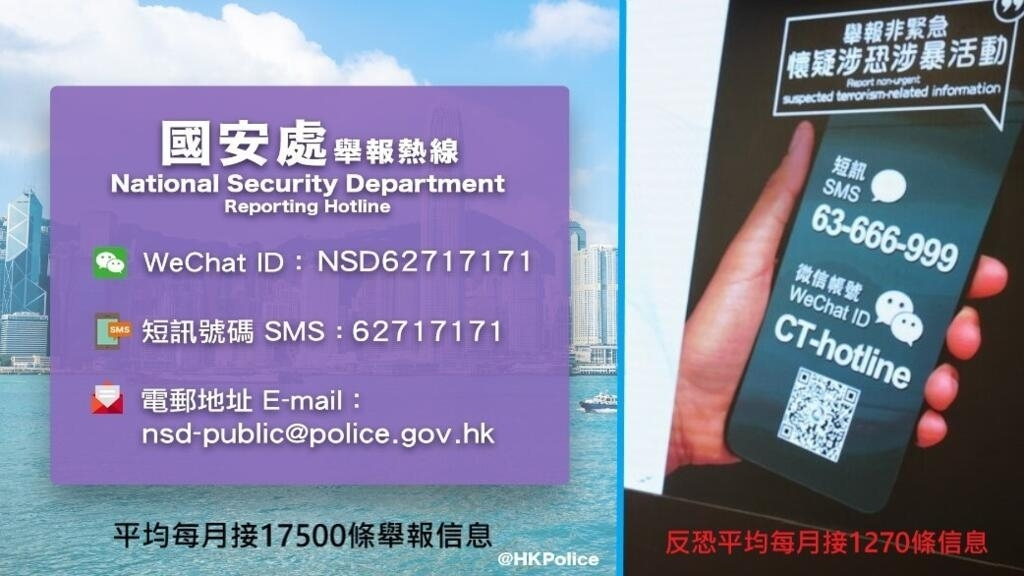 國安處 舉報熱線
National Security Department
Reporting Hotline
WeChat ID：NSD62717171
SMS
短訊號碼 SMS：62717171
電郵地址 E-mail：
nsd-public@police.gov.hk
平均每月接17500條舉報信息
@HKPolice
舉報非緊急
懷疑涉恐涉暴活動
Report non-urgent
suspected terrorism-related information
短訊
SMS
63-666-999
微信帳號
WeChat ID
CT-hotline
反恐平均每月接1270條信息